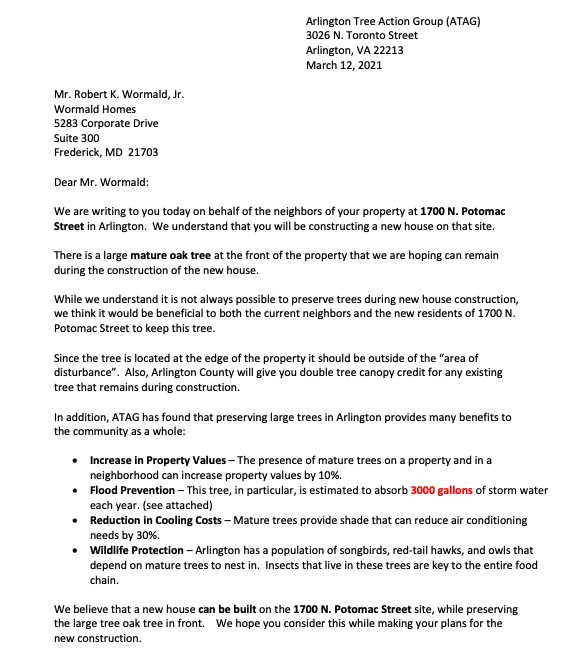 Arlington Tree Action Group (ATAG)
3026 N. Toronto Street
Arlington, VA 22213
March 12, 2021
Mr. Robert K. Wormald, Jr.
Wormald Homes
5283 Corporate Drive
Suite 300
Frederick, MD  21703
Dear Mr. Wormald:
We are writing to you today on behalf of the neighbors of your property at 1700 N. Potomac
Street in Arlington.  We understand that you will be constructing a new house on that site.
There is a large mature oak tree at the front of the property that we are hoping can remain
during the construction of the new house.
While we understand it is not always possible to preserve trees during new house construction,
we think it would be beneficial to both the current neighbors and the new residents of 1700 N.
Potomac Street to keep this tree.
Since the tree is located at the edge of the property it should be outside of the “area of
disturbance”.  Also, Arlington County will give you double tree canopy credit for any existing
tree that remains during construction.
In addition, ATAG has found that preserving large trees in Arlington provides many benefits to
the community as a whole:
• Increase in Property Values – The presence of mature trees on a property and in a
neighborhood can increase property values by 10%.
• Flood Prevention – This tree, in particular, is estimated to absorb 3000 gallons of storm water
each year. (see attached)
• Reduction in Cooling Costs – Mature trees provide shade that can reduce air conditioning
needs by 30%.
• Wildlife Protection – Arlington has a population of songbirds, red-tail hawks, and owls that
depend on mature trees to nest in.  Insects that live in these trees are key to the entire food
chain.
We believe that a new house can be built on the 1700 N. Potomac Street site, while preserving
the large tree oak tree in front.    We hope you consider this while making your plans for the
new construction.